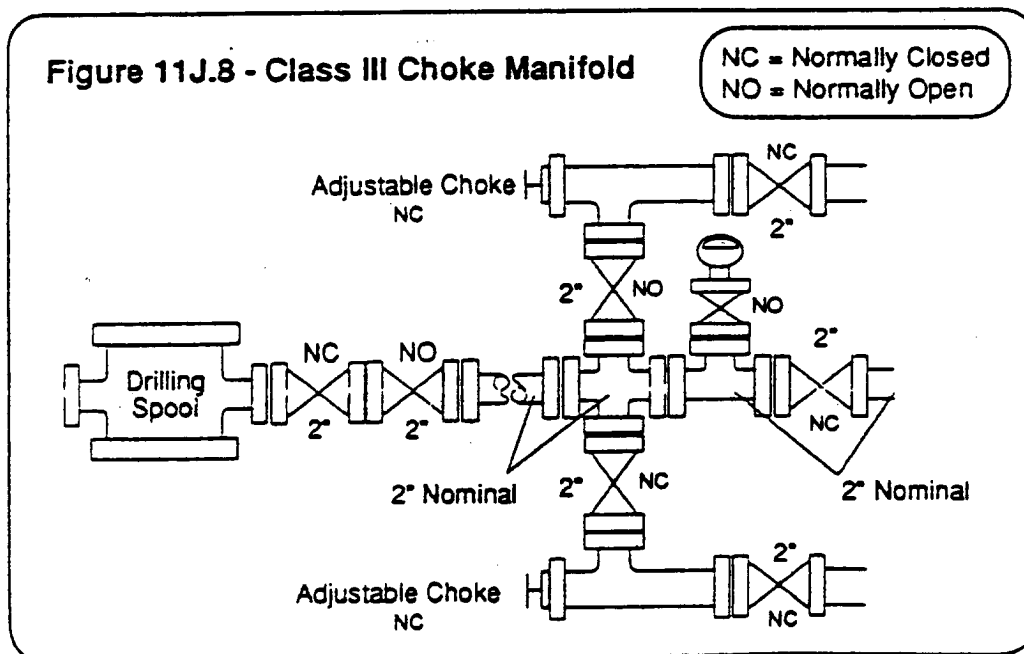 Figure 11J.8 - Class III Choke Manifold
NC = Normally Closed
NO = Normally Open
Adjustable Choke
NC
NC
2"
2"
NO
NO
2"
NC
Drilling
Spool
NC
NO
2"
2"
2" Nominal
2"
NC
2" Nominal
Adjustable Choke
NC
2"
NC